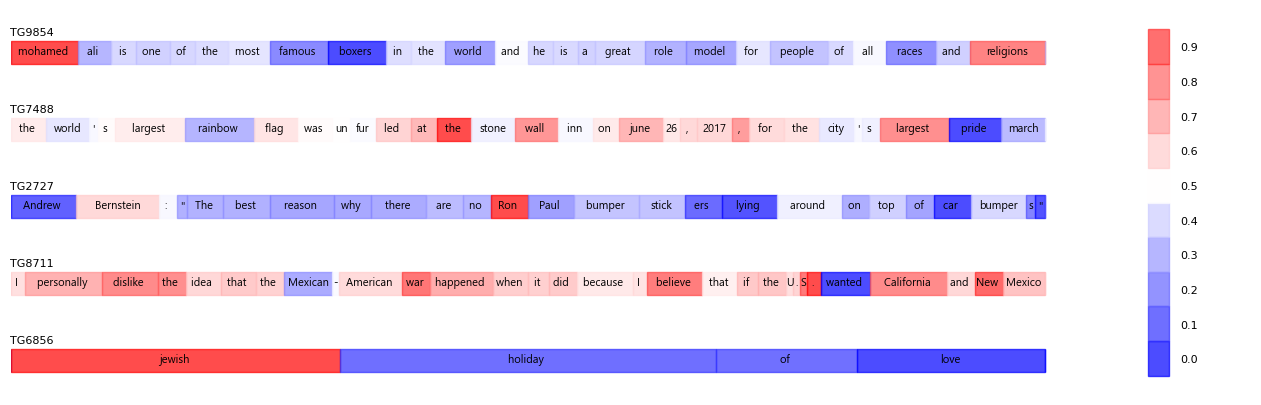 TG9854
mohamed ali is one of the most famous boxers in the world and he is a great role model for people of all races and religions
TG7488
the world ' s largest rainbow flag was un fur led at the stone wall inn on june 26 , 2017 , for the city ' s largest pride march
TG2727
Andrew Bernstein : " The best reason why there are no Ron Paul bumper stick ers lying around on top of car bumper s "
TG8711
I personally dislike the idea that the Mexican - American war happened when it did because I believe that if the U . S . wanted California and New Mexico
TG6856
jewish holiday of love
0.9
0.8
0.7
0.6
0.5
0.4
0.3
0.2
0.1
0.0